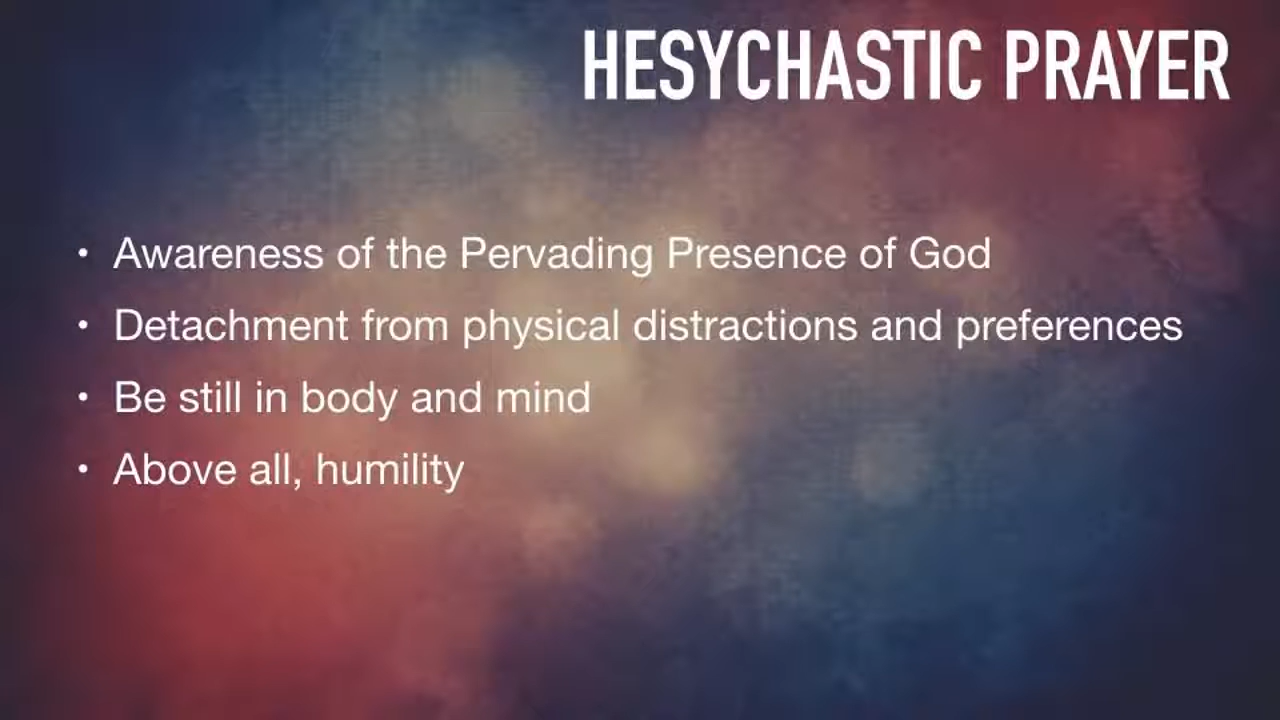 HESYCHASTIC PRAYER
• Awareness of the Pervading Presence of God
• Detachment from physical distractions and preferences
• Be still in body and mind
• Above all, humility